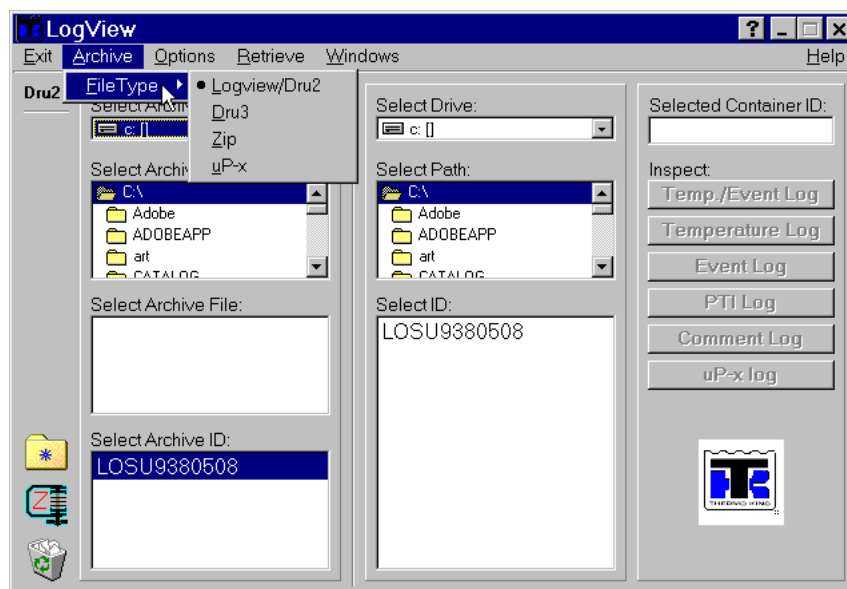 LogView
Exit Archive Options Retrieve Windows Help
FileType
Logview/Dru2
Dru3
Zip
uP-x
Dru2
c: []
C:\
Adobe
ADOBEAPP
art
CATALOG
Select Archive File:
Select Archive ID:
LOSU9380508
Select Drive:
c: []
Select Path:
C:\
Adobe
ADOBEAPP
art
CATALOG
Select ID:
LOSU9380508
Selected Container ID:
Inspect:
Temp./Event Log
Temperature Log
Event Log
PTI Log
Comment Log
uP-x log
THERMO KING